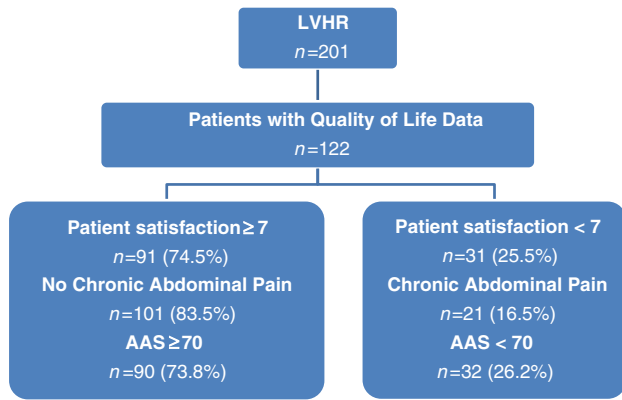 LVHR
n=201
Patients with Quality of Life Data
n=122
Patient satisfaction ≥ 7
n=91 (74.5%)
No Chronic Abdominal Pain
n=101 (83.5%)
AAS ≥70
n=90 (73.8%)
Patient satisfaction < 7
n=31 (25.5%)
Chronic Abdominal Pain
n=21 (16.5%)
AAS < 70
n=32 (26.2%)